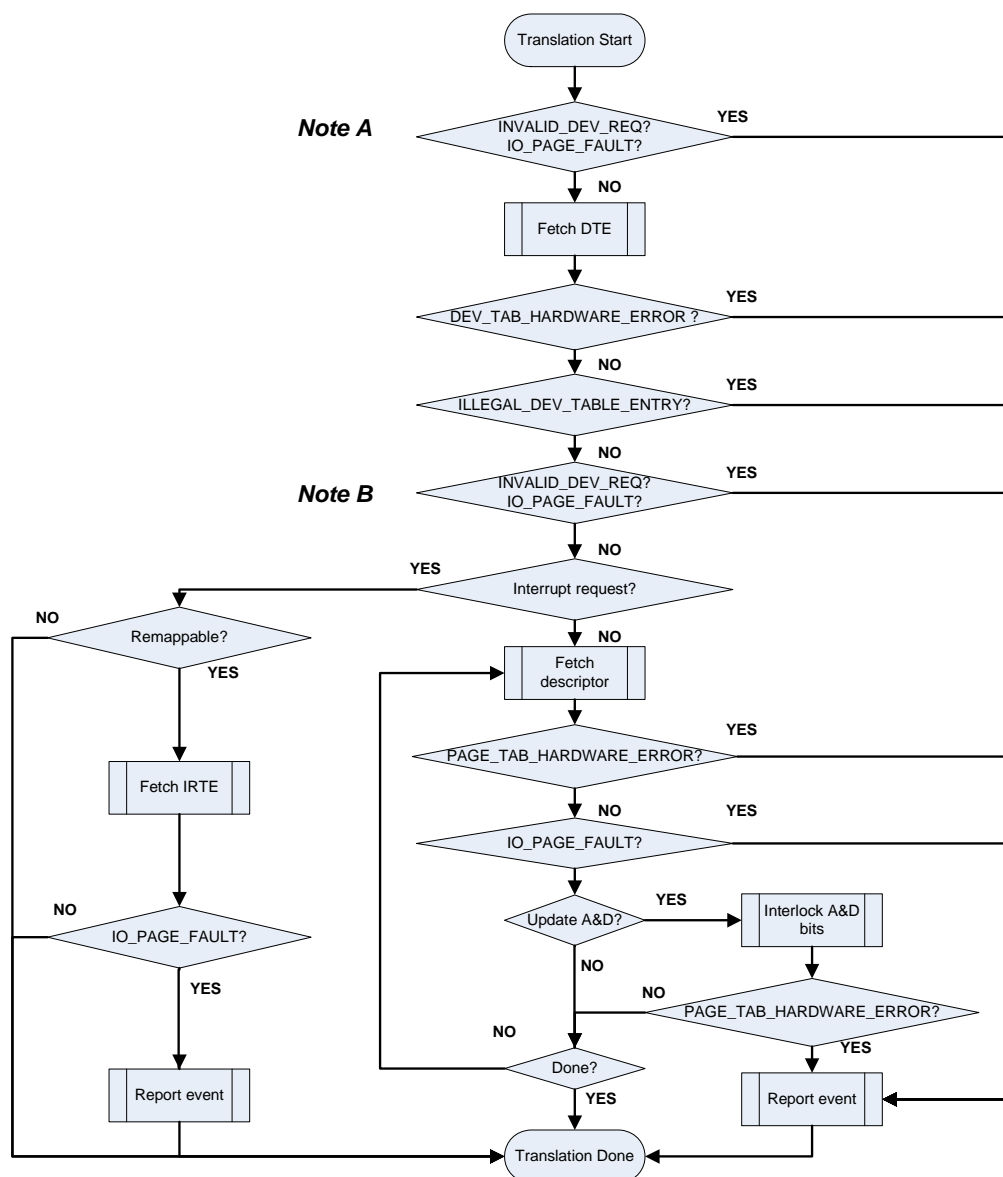 Translation Start
Note A
INVALID_DEV_REQ?
IO_PAGE_FAULT?
YES
NO
Fetch DTE
DEV_TAB_HARDWARE_ERROR ?
YES
NO
ILLEGAL_DEV_TABLE_ENTRY?
YES
NO
Note B
INVALID_DEV_REQ?
IO_PAGE_FAULT?
YES
NO
YES
Interrupt request?
NO
NO
Remappable?
YES
Fetch
descriptor
PAGE_TAB_HARDWARE_ERROR?
YES
NO
Fetch IRTE
IO_PAGE_FAULT?
YES
Update A&D?
YES
Interlock A&D
bits
NO
NO
IO_PAGE_FAULT?
YES
NO
PAGE_TAB_HARDWARE_ERROR?
YES
NO
Done?
YES
Report event
Report event
Translation Done